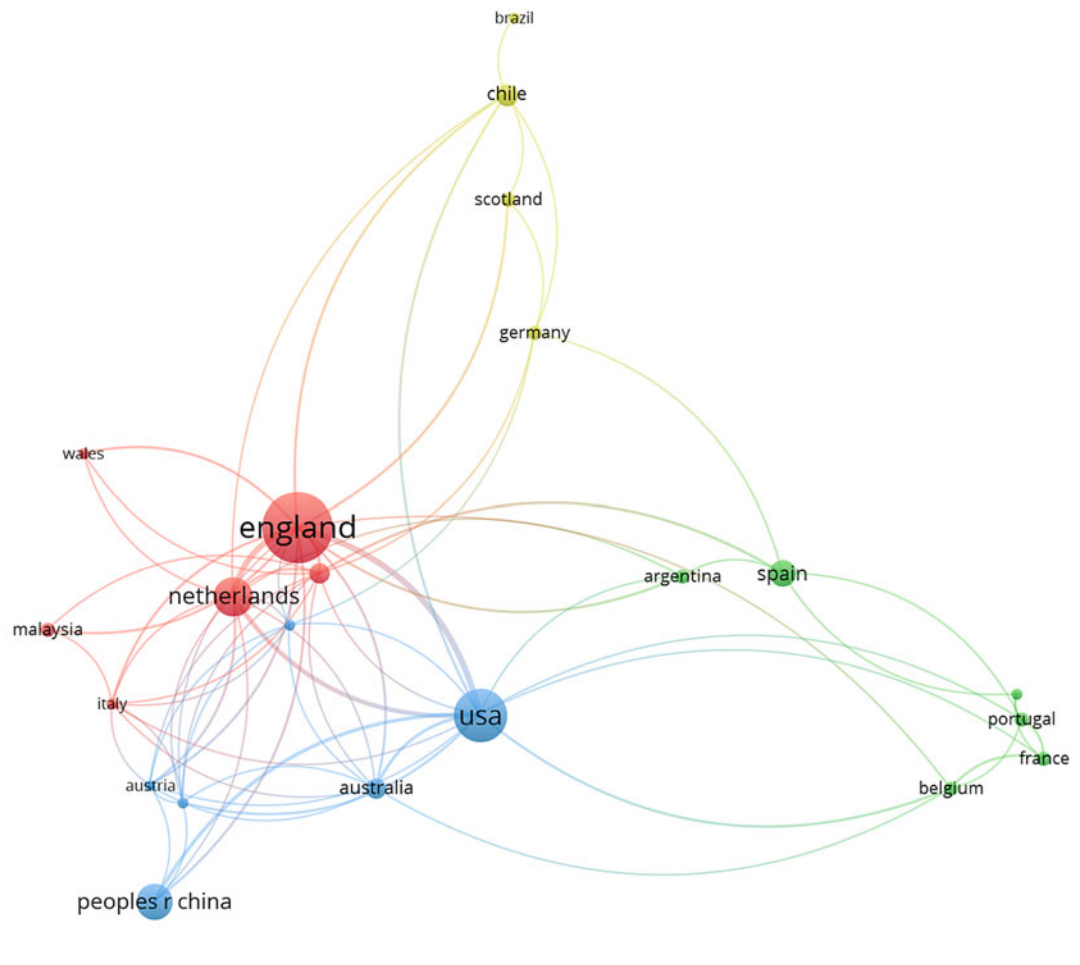 brazil
chile
scotland
germany
wales
england
argentina
spain
netherlands
malaysia
italy
usa
portugal
france
austria
australia
belgium
peoples r china